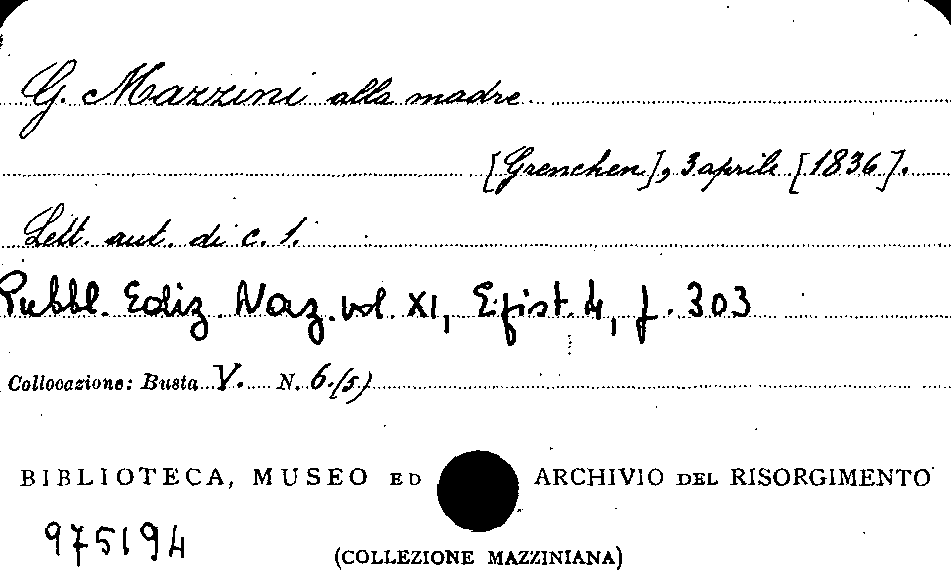 G. Mazzini alla madre
[Grenchen], 3 aprile [1836].
Lett. aut. di c. 1.
Pubbl. Ediz. Naz. vol. XI, Epist. 4, p. 303
Collocazione: Busta V. N. 6.(5)
BIBLIOTECA, MUSEO ED ARCHIVIO DEL RISORGIMENTO
975194
(COLLEZIONE MAZZINIANA)